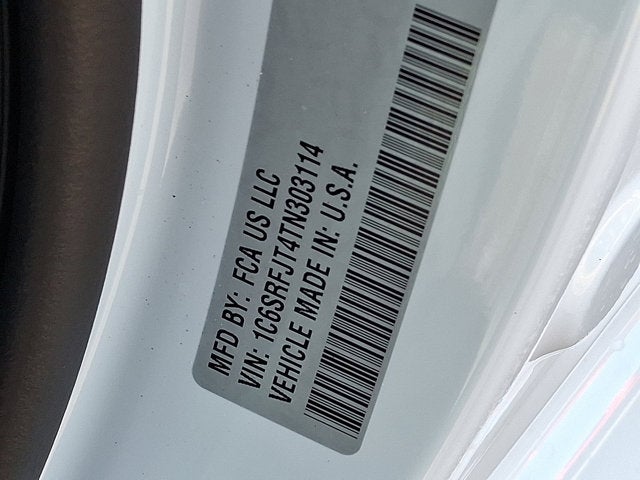 MFD BY: FCA US LLC
VIN: 1C6SRFJT4TN303114
VEHICLE MADE IN: U.S.A.